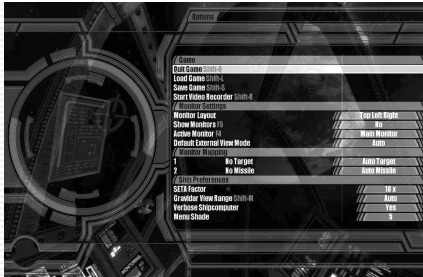 Options
Game
Quit Game Shift-Q
Load Game Shift-L
Save Game Shift-S
Start Video Recorder Shift-R
Monitor Settings
Monitor Layout Top Left Right
Show Monitors F5 No
Active Monitor F4 Main Monitor
Default External View Mode Auto
Monitor Mapping
1 No Target Auto Target
2 No Missile Auto Missile
Ship Preferences
SETA Factor 10 x
Gravidar View Range Shift-M Auto
Verbose Shipcomputer Yes
Menu Shade 5